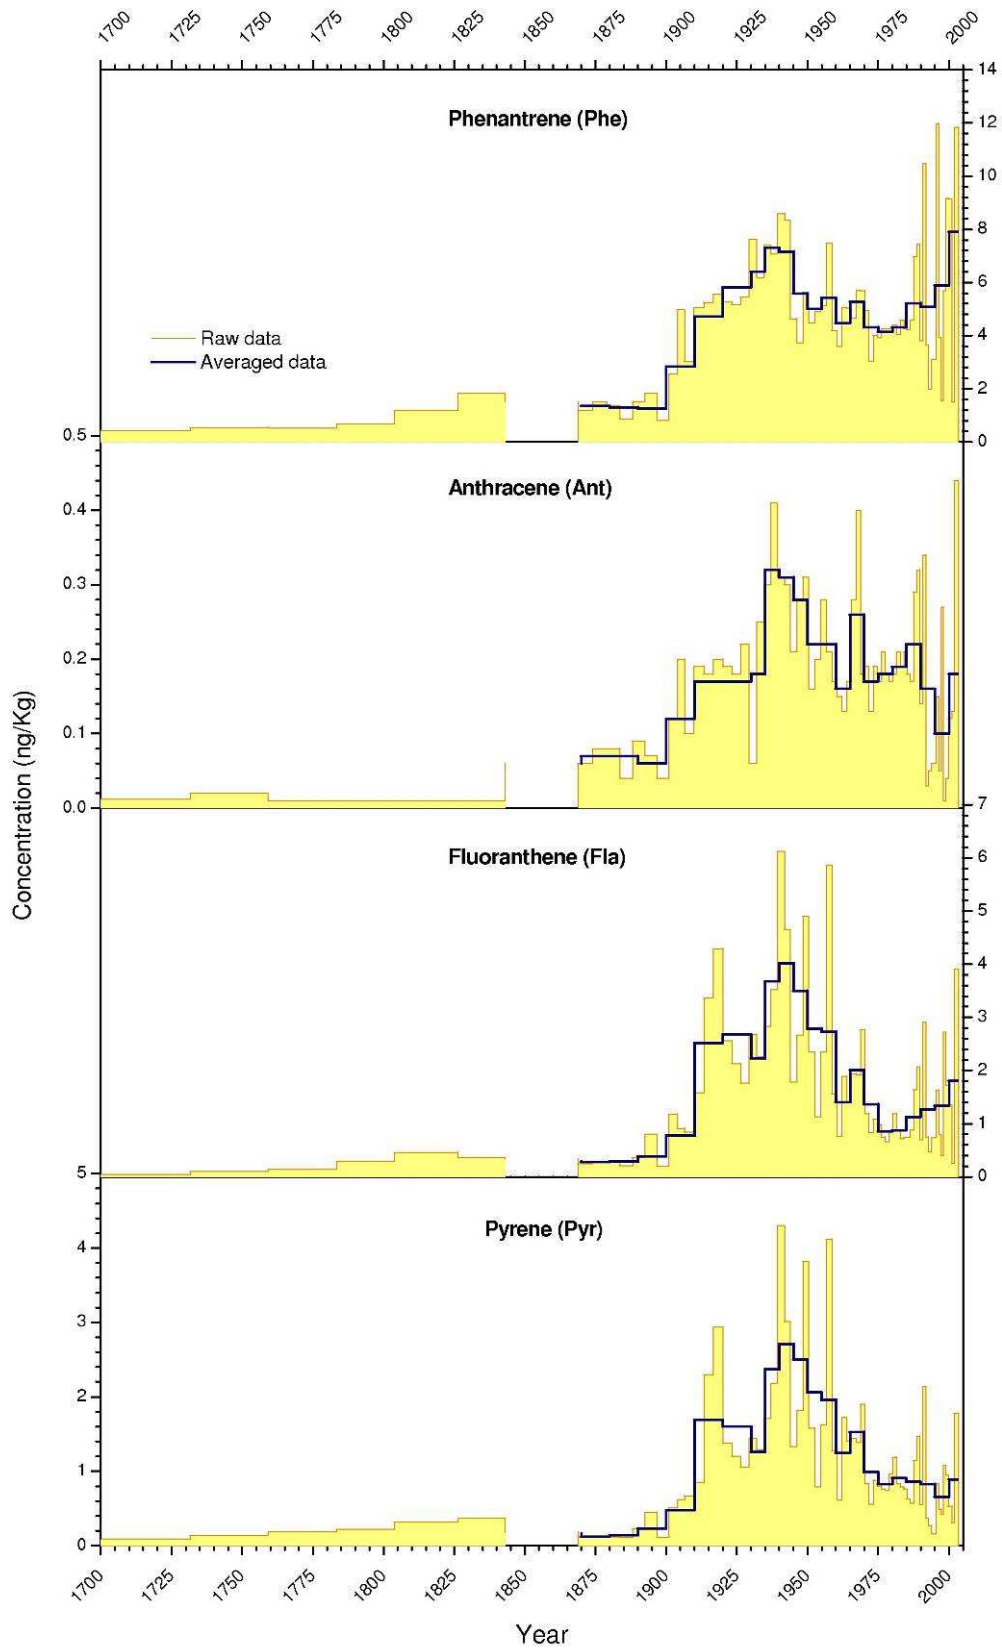 1700 1725 1750 1775 1800 1825 1850 1875 1900 1925 1950 1975 2000
14
Phenantrene (Phe)
12
10
8
6
Raw data
Averaged data
4
2
0.5
0
Anthracene (Ant)
0.4
0.3
0.2
0.1
0.0
7
Concentration (ng/Kg)
Fluoranthene (Fla)
6
5
4
3
2
1
5
0
Pyrene (Pyr)
4
3
2
1
0
1700 1725 1750 1775 1800 1825 1850 1875 1900 1925 1950 1975 2000
Year